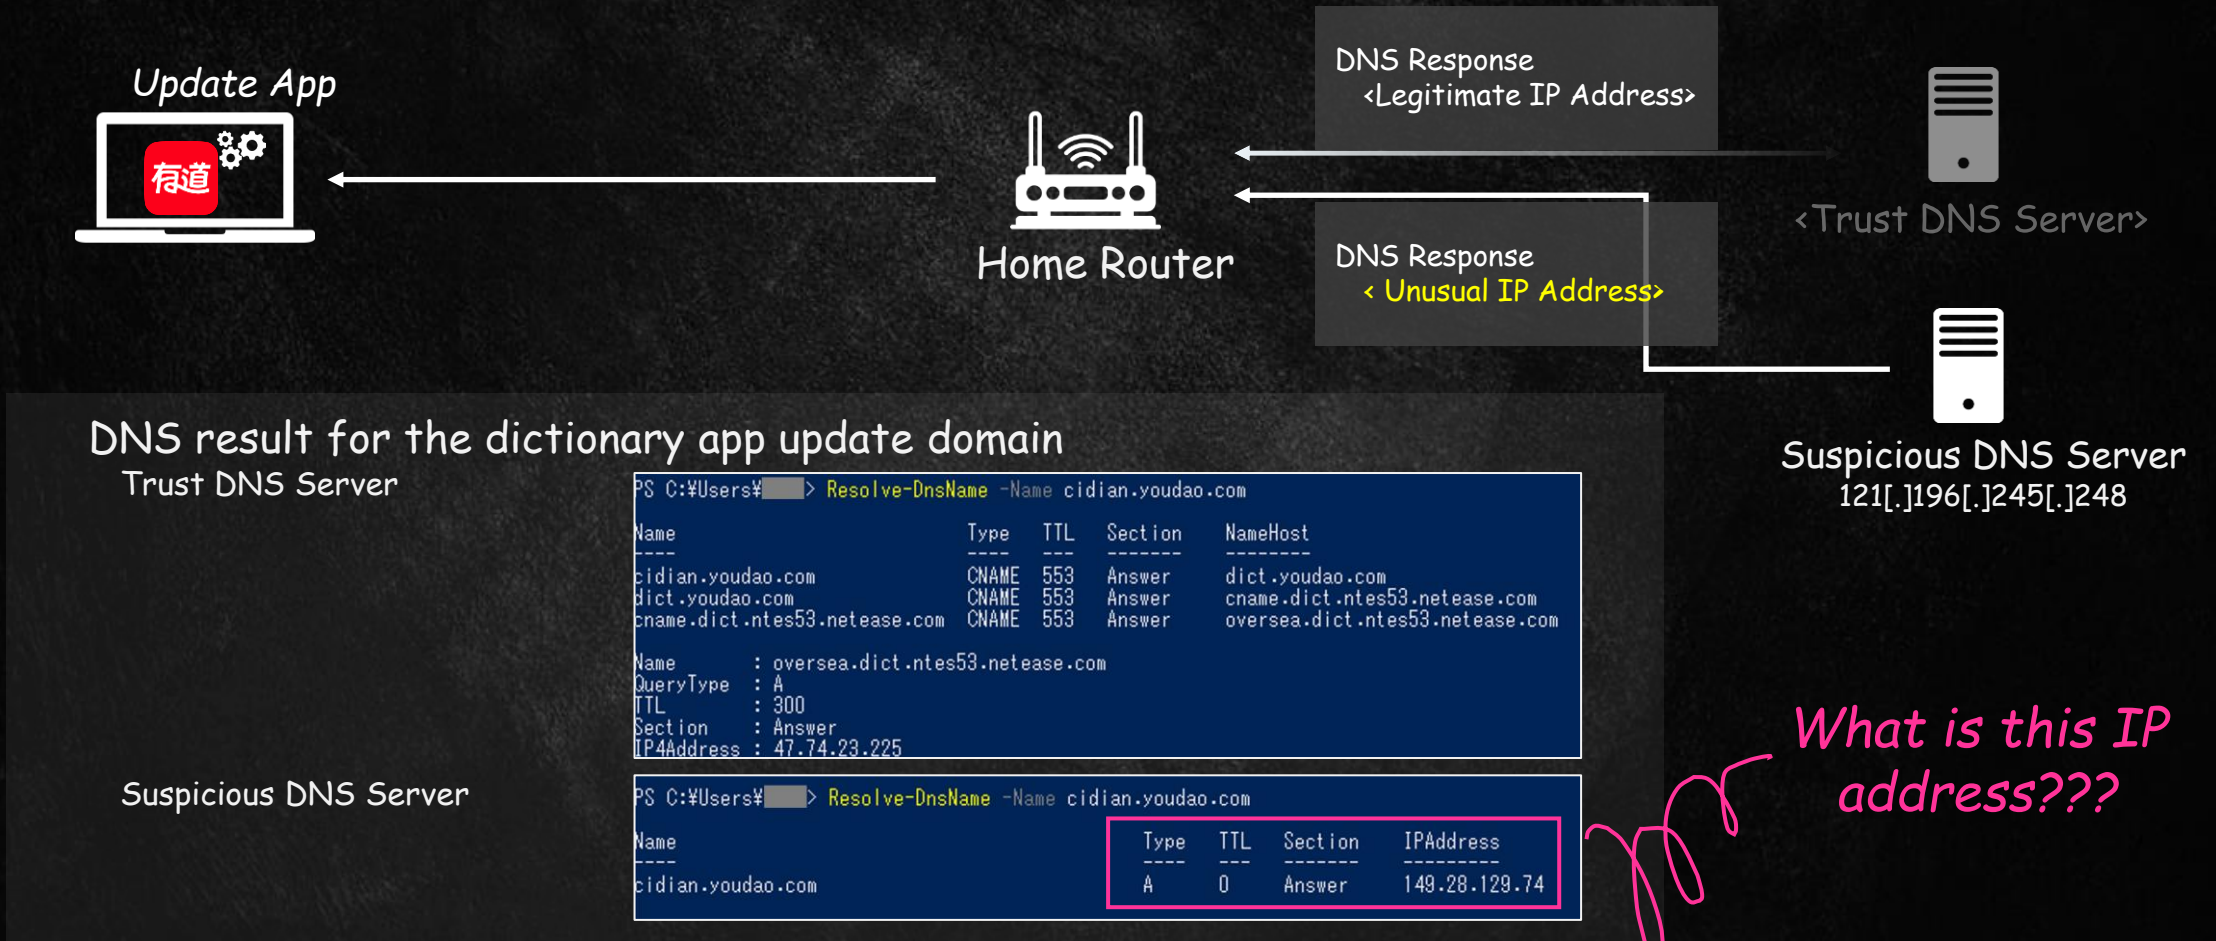 Update App
有道
DNS Response
<Legitimate IP Address>
<Trust DNS Server>
Home Router
DNS Response
< Unusual IP Address>
Suspicious DNS Server
121[.]196[.]245[.]248
DNS result for the dictionary app update domain
Trust DNS Server
PS C:¥Users¥ > Resolve-DnsName -Name cidian.youdao.com
Name Type TTL Section NameHost
---- ---- --- ------- --------
cidian.youdao.com CNAME 553 Answer dict.youdao.com
dict.youdao.com CNAME 553 Answer cname.dict.ntes53.netease.com
cname.dict.ntes53.netease.com CNAME 553 Answer oversea.dict.ntes53.netease.com
Name : oversea.dict.ntes53.netease.com
QueryType : A
TTL : 300
Section : Answer
IP4Address : 47.74.23.225
What is this IP
address???
Suspicious DNS Server
PS C:¥Users¥ > Resolve-DnsName -Name cidian.youdao.com
Name Type TTL Section IPAddress
---- ---- --- ------- ---------
cidian.youdao.com A 0 Answer 149.28.129.74